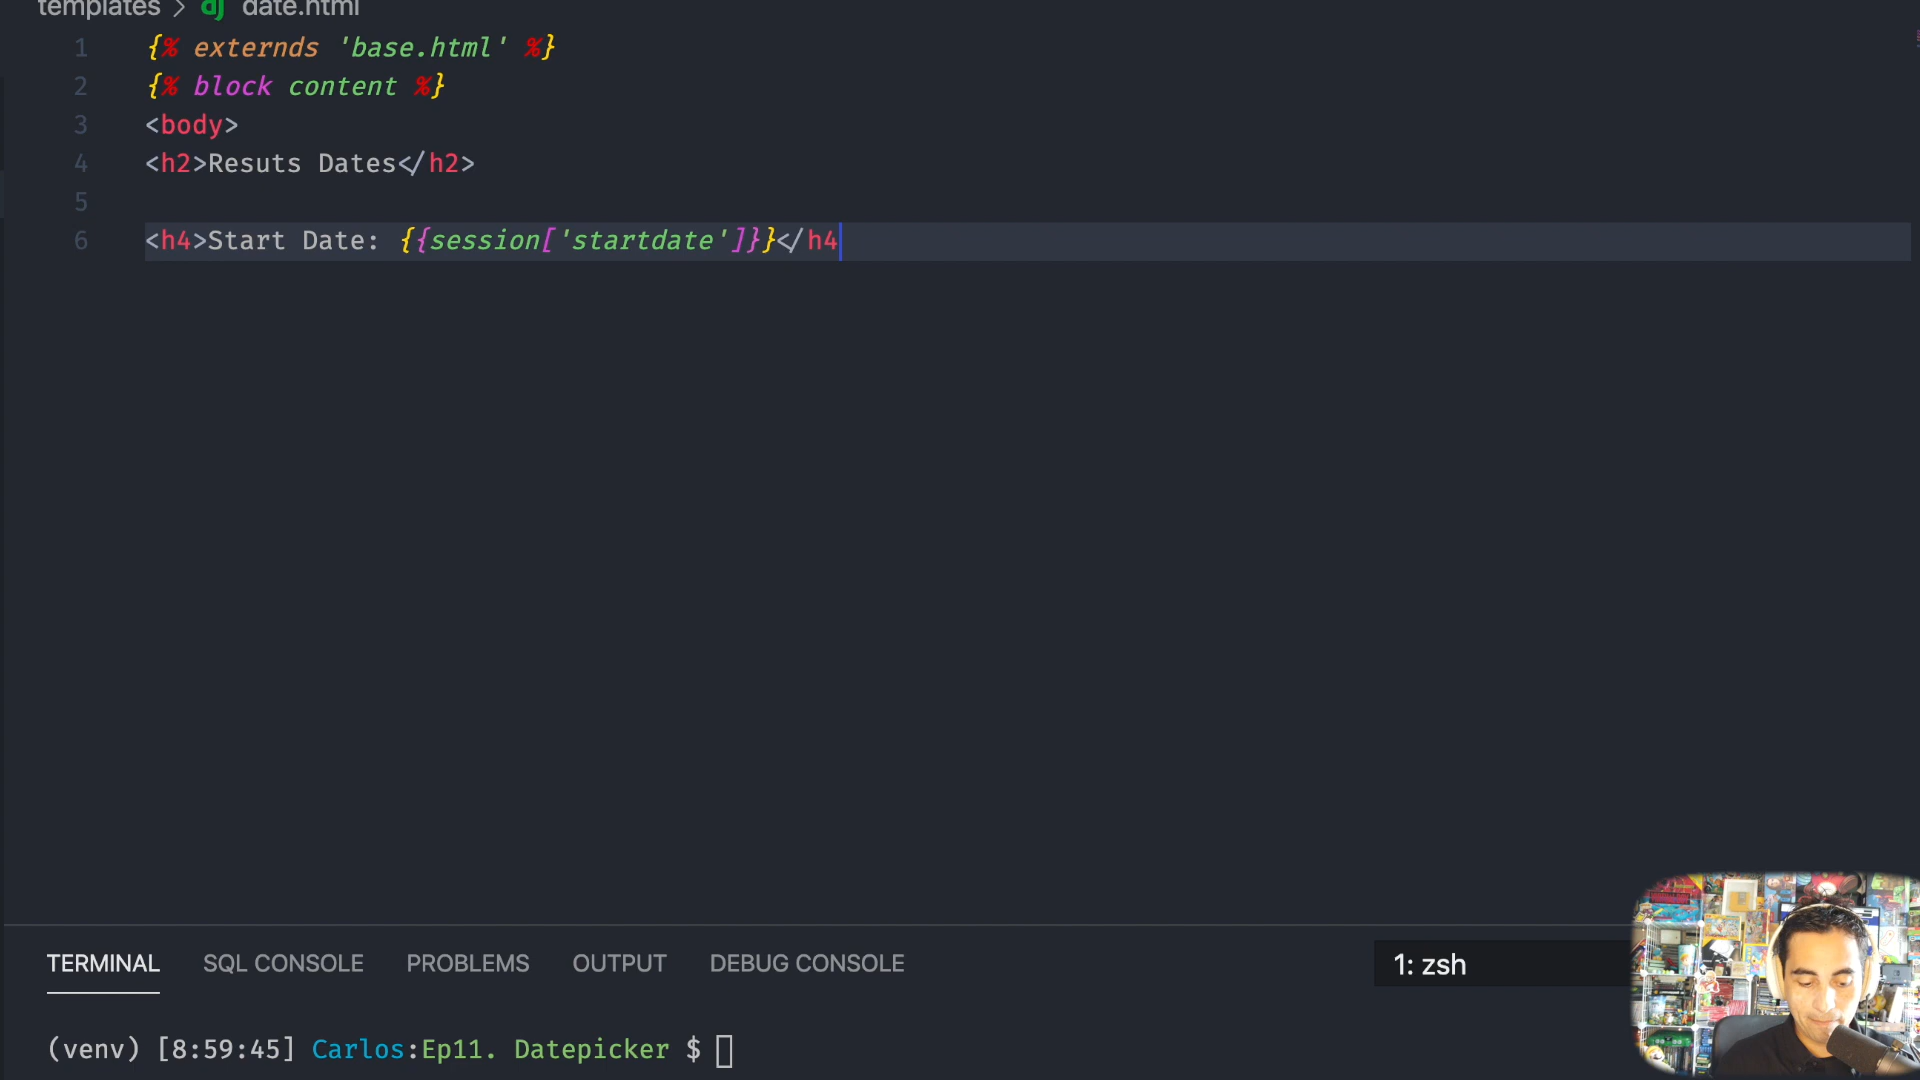 templates > dj date.html
1 {% externds 'base.html' %}
2 {% block content %}
3 <body>
4 <h2>Resuts Dates</h2>
5
6 <h4>Start Date: {{session['startdate']}}</h4
TERMINAL SQL CONSOLE PROBLEMS OUTPUT DEBUG CONSOLE 1: zsh
(venv) [8:59:45] Carlos:Ep11. Datepicker $